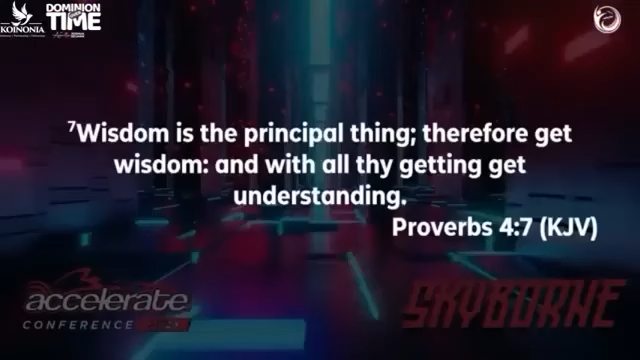 KOINONIA
DOMINION
TIME
⁷Wisdom is the principal thing; therefore get
wisdom: and with all thy getting get
understanding.
Proverbs 4:7 (KJV)
accelerate
CONFERENCE
SKYBORNE